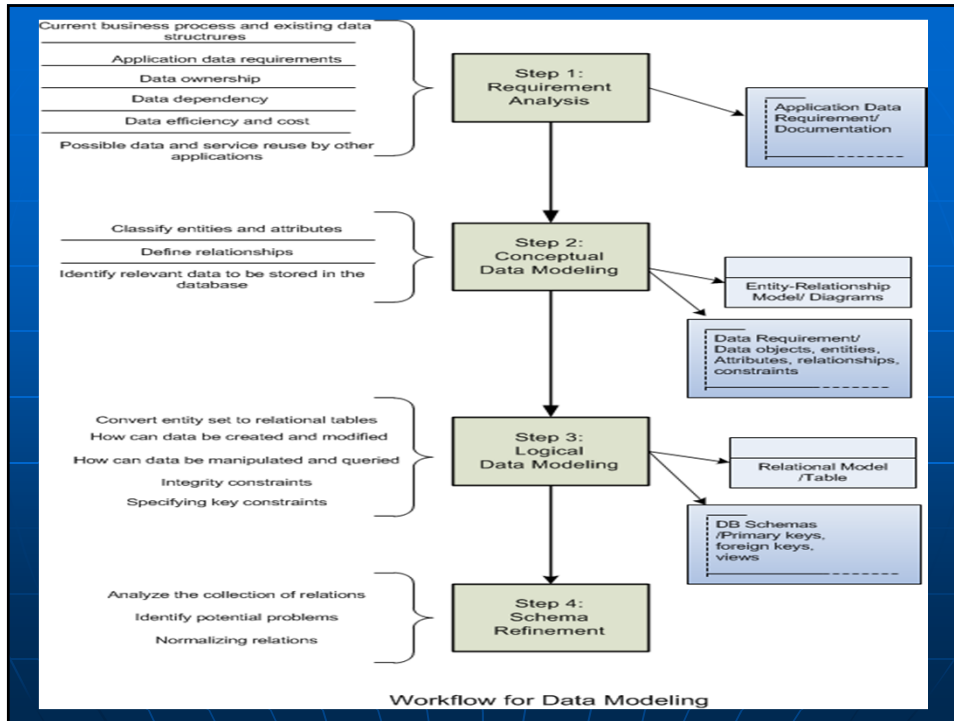 Current business process and existing data
structrures
Application data requirements
Data ownership
Data dependency
Data efficiency and cost
Possible data and service reuse by other
applications
Step 1:
Requirement
Analysis
Application Data
Requirement/
Documentation
Classify entities and attributes
Define relationships
Identify relevant data to be stored in the
database
Step 2:
Conceptual
Data Modeling
Entity-Relationship
Model/ Diagrams
Data Requirement/
Data objects, entities,
Attributes, relationships,
constraints
Convert entity set to relational tables
How can data be created and modified
How can data be manipulated and queried
Integrity constraints
Specifying key constraints
Step 3:
Logical
Data Modeling
Relational Model
/Table
DB Schemas
/Primary keys,
foreign keys,
views
Analyze the collection of relations
Identify potential problems
Normalizing relations
Step 4:
Schema
Refinement
Workflow for Data Modeling